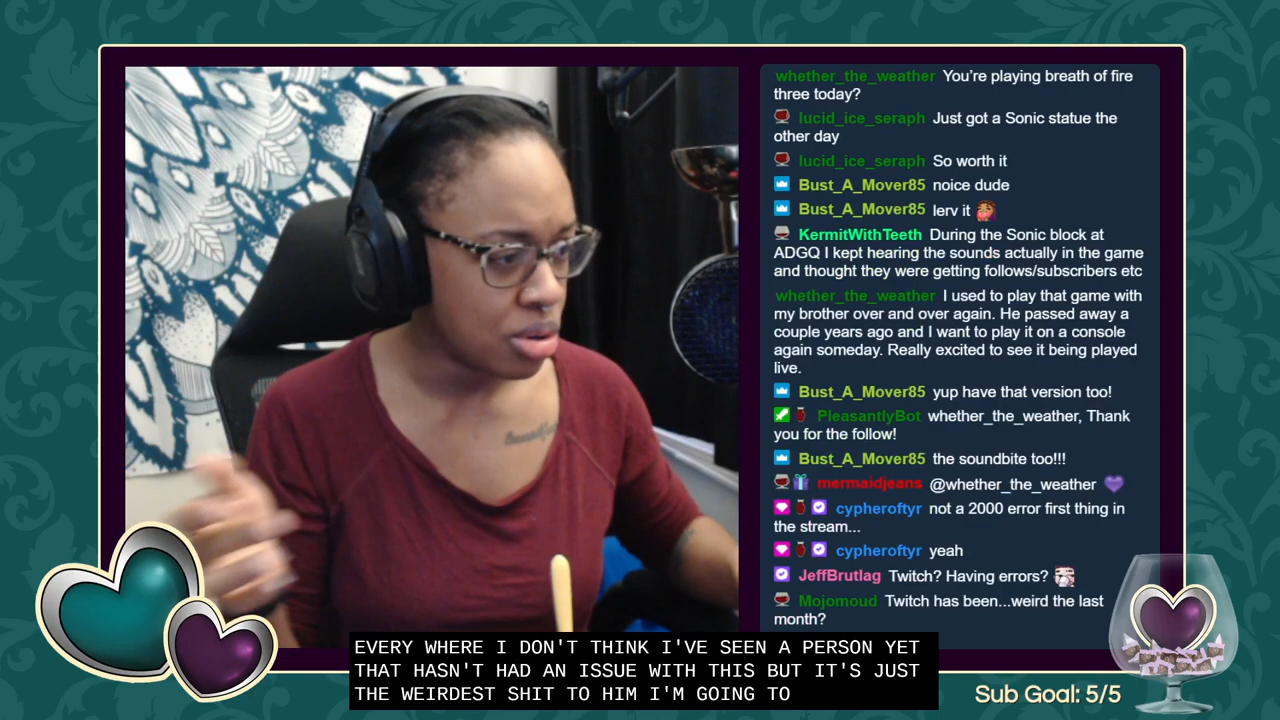 whether_the_weather You're playing breath of fire
three today?
lucid_ice_seraph Just got a Sonic statue the
other day
lucid_ice_seraph So worth it
Bust_A_Mover85 noice dude
Bust_A_Mover85 lerv it
KermitWithTeeth During the Sonic block at
ADGQ I kept hearing the sounds actually in the game
and thought they were getting follows/subscribers etc
whether_the_weather I used to play that game with
my brother over and over again. He passed away a
couple years ago and I want to play it on a console
again someday. Really excited to see it being played
live.
Bust_A_Mover85 yup have that version too!
PleasantlyBot whether_the_weather, Thank
you for the follow!
Bust_A_Mover85 the soundbite too!!!
mermaidjeans @whether_the_weather
cypheroftyr not a 2000 error first thing in
the stream...
cypheroftyr yeah
JeffBrutlag Twitch? Having errors?
Mojomoud Twitch has been...weird the last
month?
EVERY WHERE I DON'T THINK I'VE SEEN A PERSON YET
THAT HASN'T HAD AN ISSUE WITH THIS BUT IT'S JUST
THE WEIRDEST SHIT TO HIM I'M GOING TO
Sub Goal: 5/5